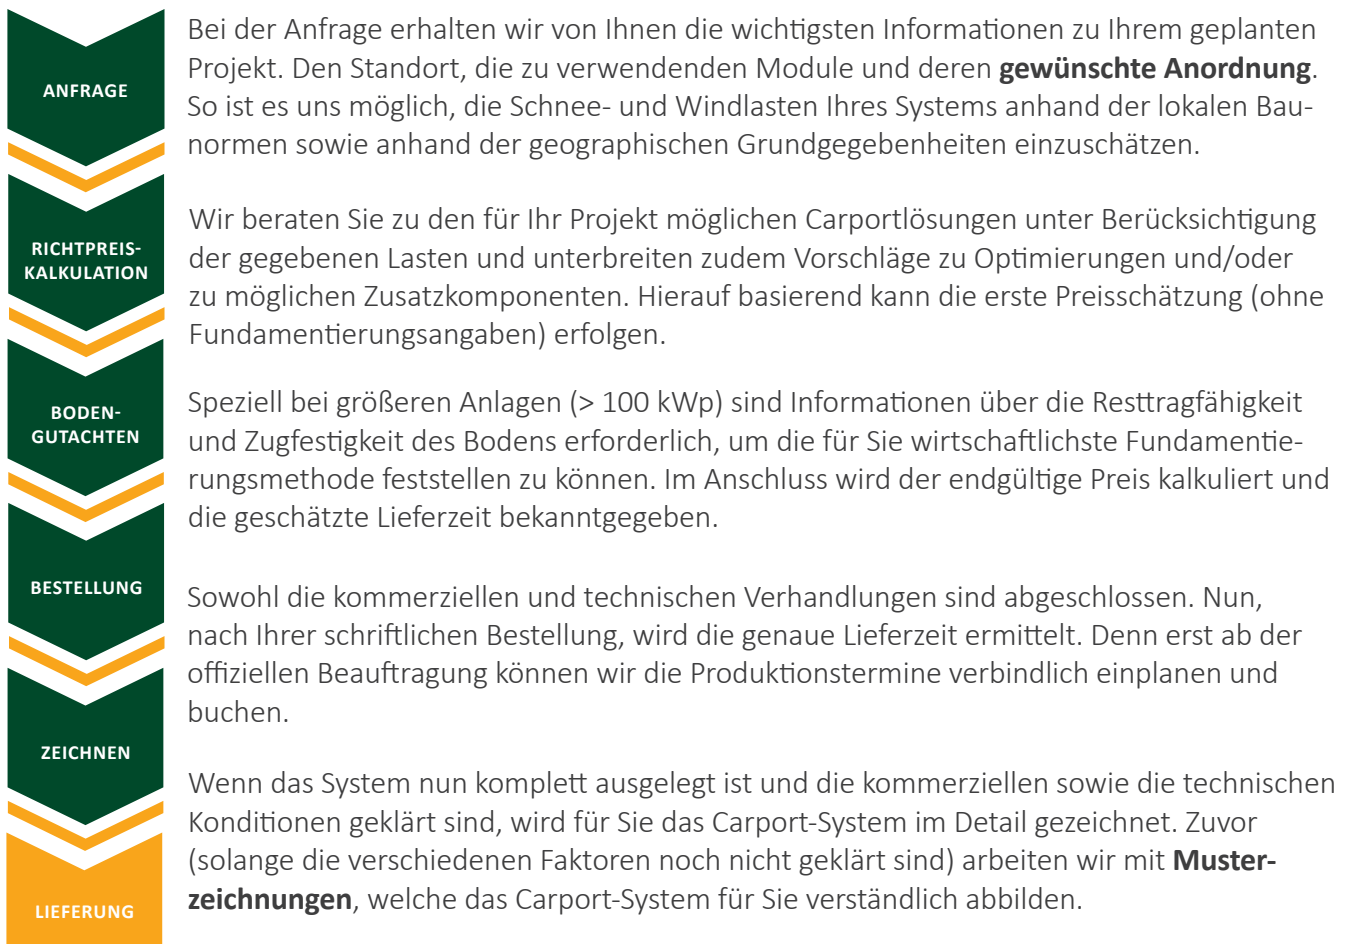 ANFRAGE
Bei der Anfrage erhalten wir von Ihnen die wichtigsten Informationen zu Ihrem geplanten
Projekt. Den Standort, die zu verwendenden Module und deren gewünschte Anordnung.
So ist es uns möglich, die Schnee- und Windlasten Ihres Systems anhand der lokalen Bau-
normen sowie anhand der geographischen Grundgegebenheiten einzuschätzen.
RICHTPREIS-
KALKULATION
Wir beraten Sie zu den für Ihr Projekt möglichen Carportlösungen unter Berücksichtigung
der gegebenen Lasten und unterbreiten zudem Vorschläge zu Optimierungen und/oder
zu möglichen Zusatzkomponenten. Hierauf basierend kann die erste Preisschätzung (ohne
Fundamentierungsangaben) erfolgen.
BODEN-
GUTACHTEN
Speziell bei größeren Anlagen (> 100 kWp) sind Informationen über die Resttragfähigkeit
und Zugfestigkeit des Bodens erforderlich, um die für Sie wirtschaftlichste Fundamentie-
rungsmethode feststellen zu können. Im Anschluss wird der endgültige Preis kalkuliert und
die geschätzte Lieferzeit bekanntgegeben.
BESTELLUNG
Sowohl die kommerziellen und technischen Verhandlungen sind abgeschlossen. Nun,
nach Ihrer schriftlichen Bestellung, wird die genaue Lieferzeit ermittelt. Denn erst ab der
offiziellen Beauftragung können wir die Produktionstermine verbindlich einplanen und
buchen.
ZEICHNEN
Wenn das System nun komplett ausgelegt ist und die kommerziellen sowie die technischen
Konditionen geklärt sind, wird für Sie das Carport-System im Detail gezeichnet. Zuvor
(solange die verschiedenen Faktoren noch nicht geklärt sind) arbeiten wir mit Muster-
zeichnungen, welche das Carport-System für Sie verständlich abbilden.
LIEFERUNG